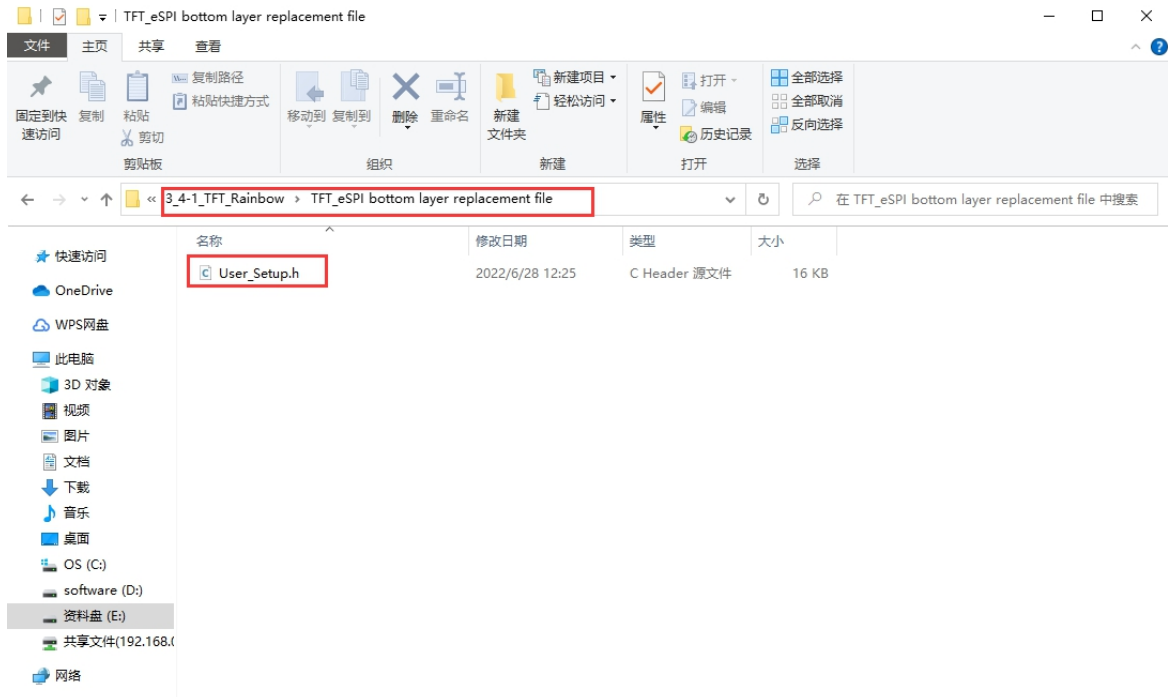 TFT_eSPI bottom layer replacement file
文件 主页 共享 查看
固定到快速访问
复制
粘贴
复制路径
粘贴快捷方式
剪切
剪贴板
移动到 复制到 删除 重命名
组织
新建文件夹
新建项目
轻松访问
新建
属性
打开
编辑
历史记录
打开
全部选择
全部取消
反向选择
选择
« 3_4-1_TFT_Rainbow › TFT_eSPI bottom layer replacement file
在 TFT_eSPI bottom layer replacement file 中搜索
名称 修改日期 类型 大小
User_Setup.h 2022/6/28 12:25 C Header 源文件 16 KB
快速访问
OneDrive
WPS网盘
此电脑
3D 对象
视频
图片
文档
下载
音乐
桌面
OS (C:)
software (D:)
资料盘 (E:)
共享文件(192.168.0
网络